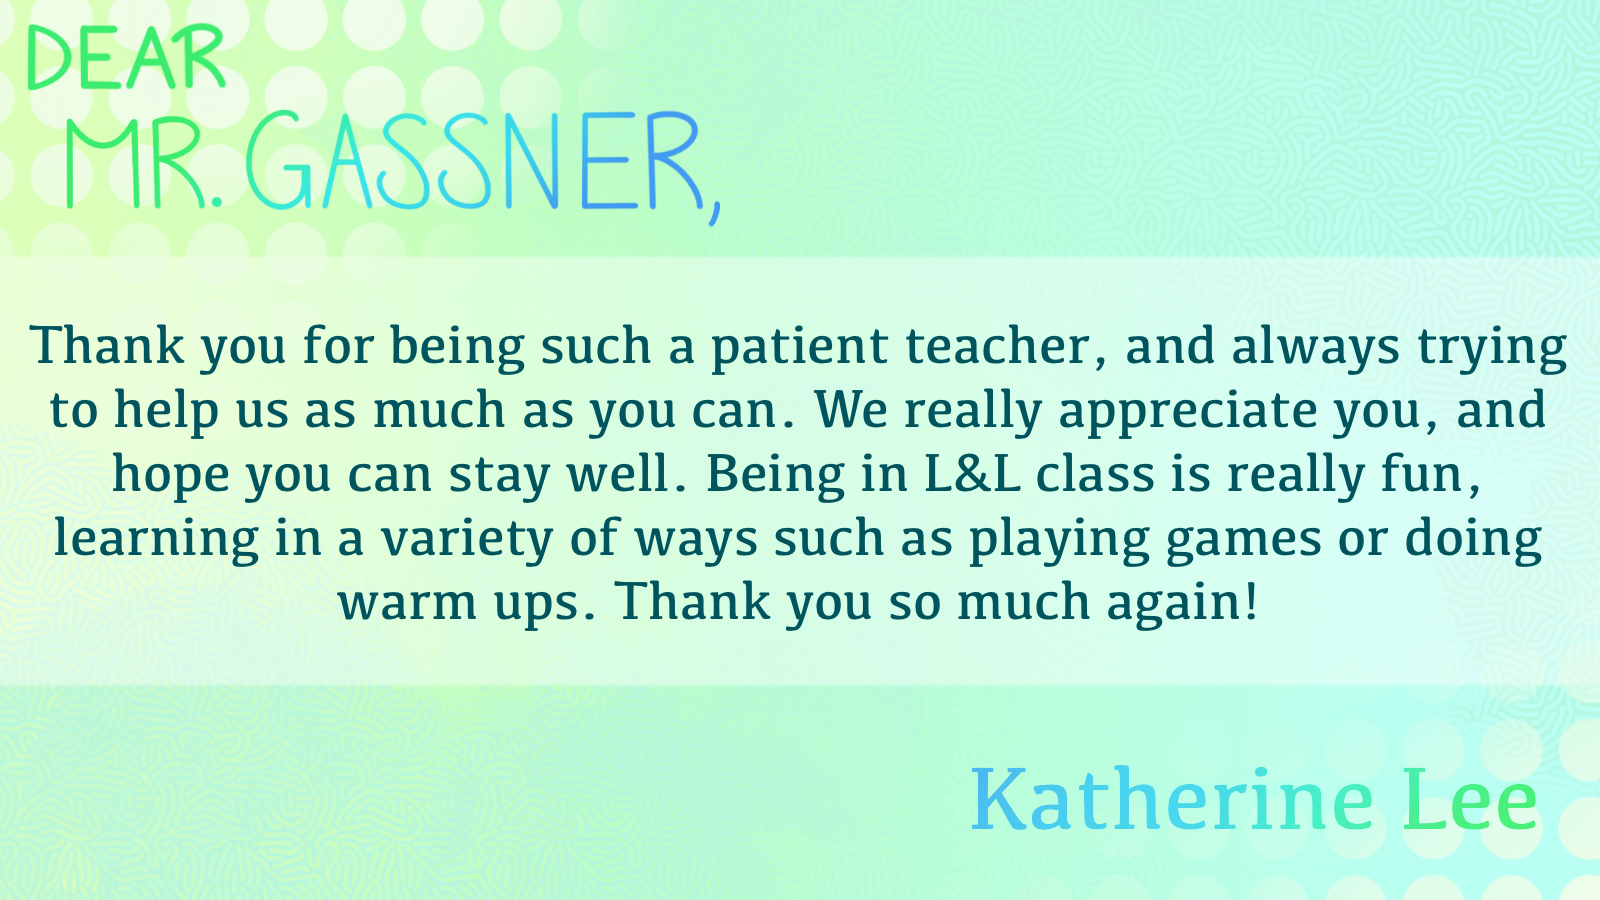 DEAR
MR. GASSNER,
Thank you for being such a patient teacher, and always trying
to help us as much as you can. We really appreciate you, and
hope you can stay well. Being in L&L class is really fun,
learning in a variety of ways such as playing games or doing
warm ups. Thank you so much again!
Katherine Lee